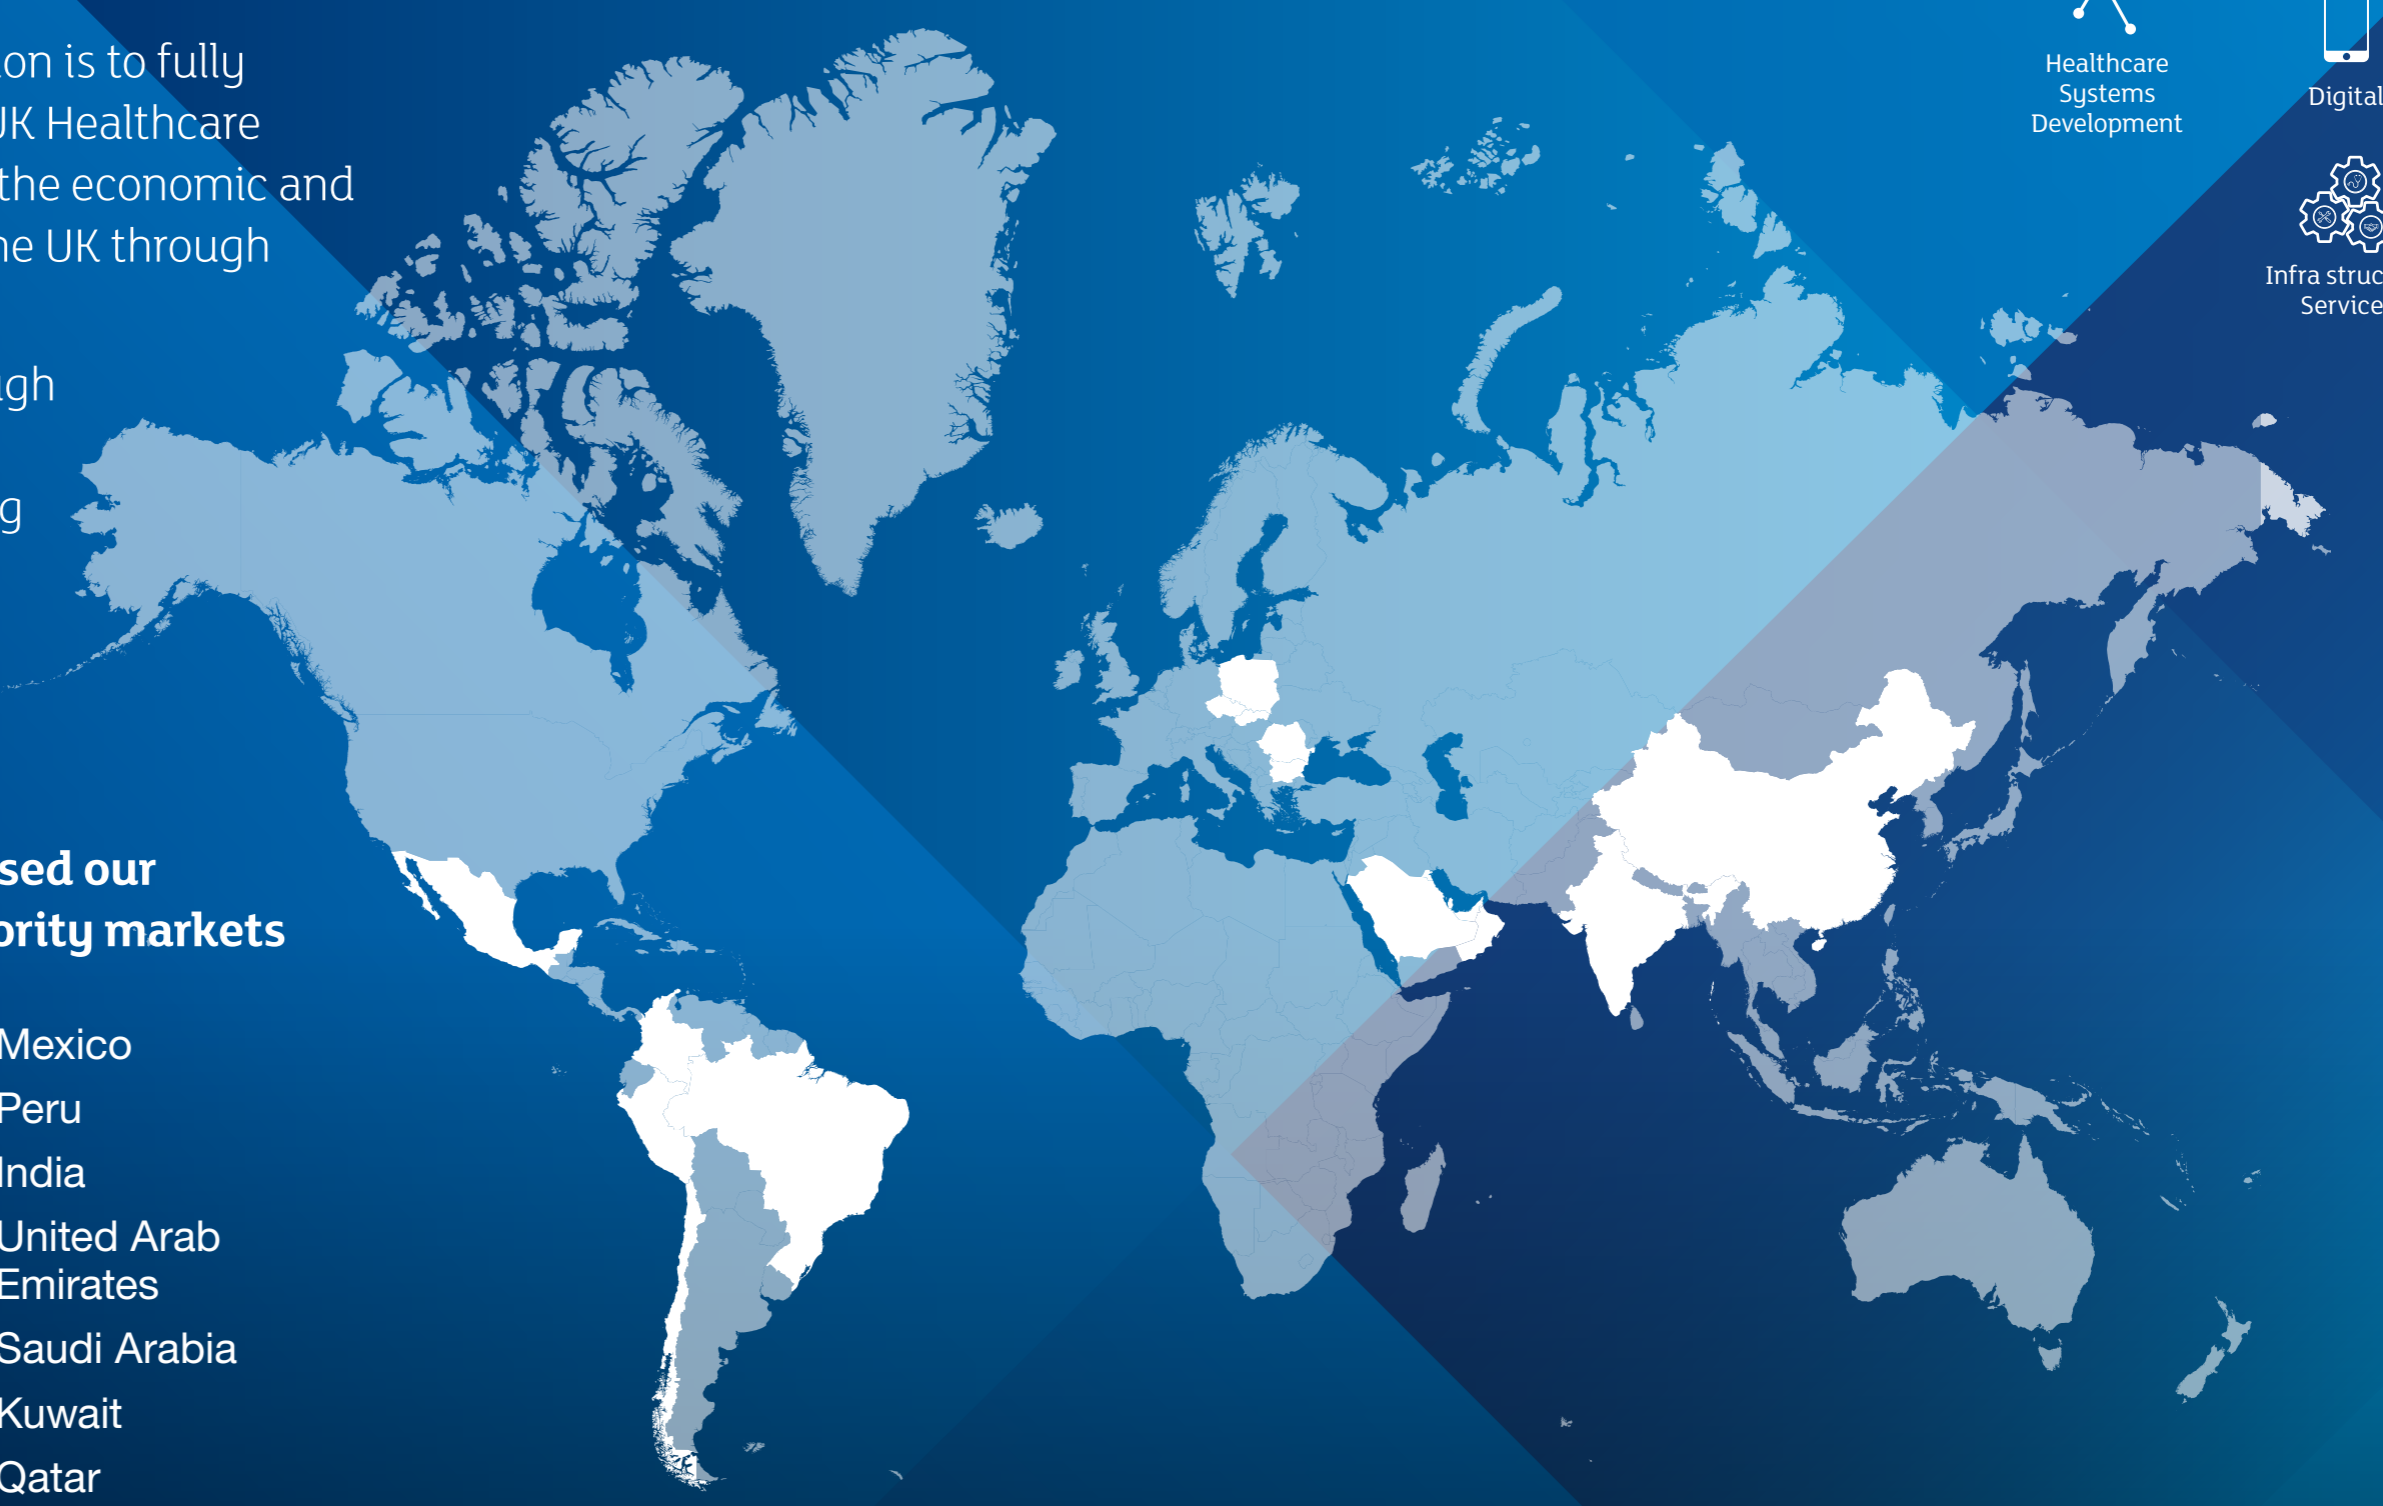 on is to fully
UK Healthcare
the economic and
he UK through
gh
g
sed our
ority markets
Mexico
Peru
India
United Arab
Emirates
Saudi Arabia
Kuwait
Qatar
Healthcare
Systems
Development
Digital
Infra struc
Service